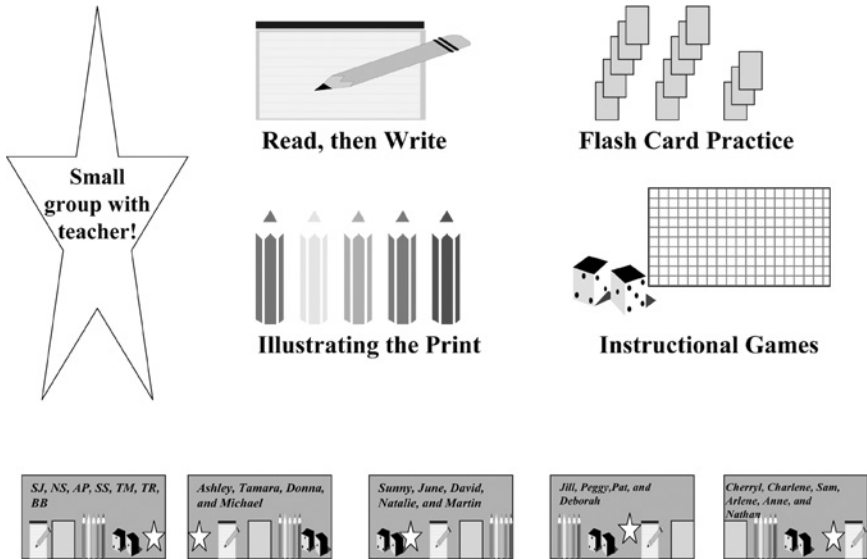 Small
group with
teacher!
Read, then Write
Flash Card Practice
Illustrating the Print
Instructional Games
SJ, NS, AP, SS, TM, TR,
BB
Ashley, Tamara, Donna,
and Michael
Sunny, June, David,
Natalie, and Martin
Jill, Peggy,Pat, and
Deborah
Cherryl, Charlene, Sam,
Arlene, Anne, and
Nathan